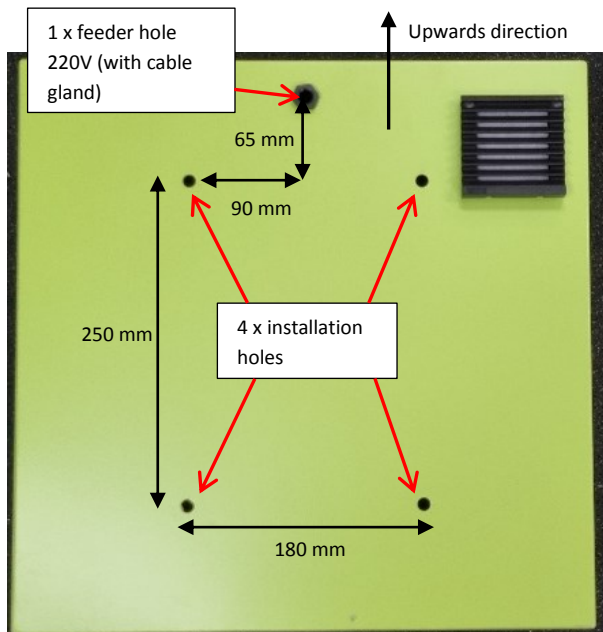 1 x feeder hole
220V (with cable
gland)
Upwards direction
65 mm
90 mm
250 mm
4 x installation
holes
180 mm